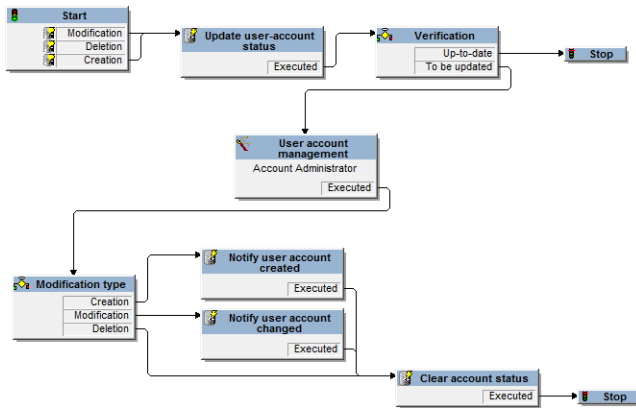 Start
Modification
Deletion
Creation
Update user-account
status
Executed
Verification
Up-to-date
To be updated
Stop
User account
management
Account Administrator
Executed
Modification type
Creation
Modification
Deletion
Notify user account
created
Executed
Notify user account
changed
Executed
Clear account status
Executed
Stop